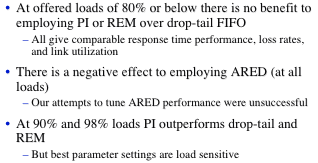 • At offered loads of 80% or below there is no benefit to
employing PI or REM over drop-tail FIFO
– All give comparable response time performance, loss rates,
and link utilization
• There is a negative effect to employing ARED (at all
loads)
– Our attempts to tune ARED performance were unsuccessful
• At 90% and 98% loads PI outperforms drop-tail and
REM
– But best parameter settings are load sensitive